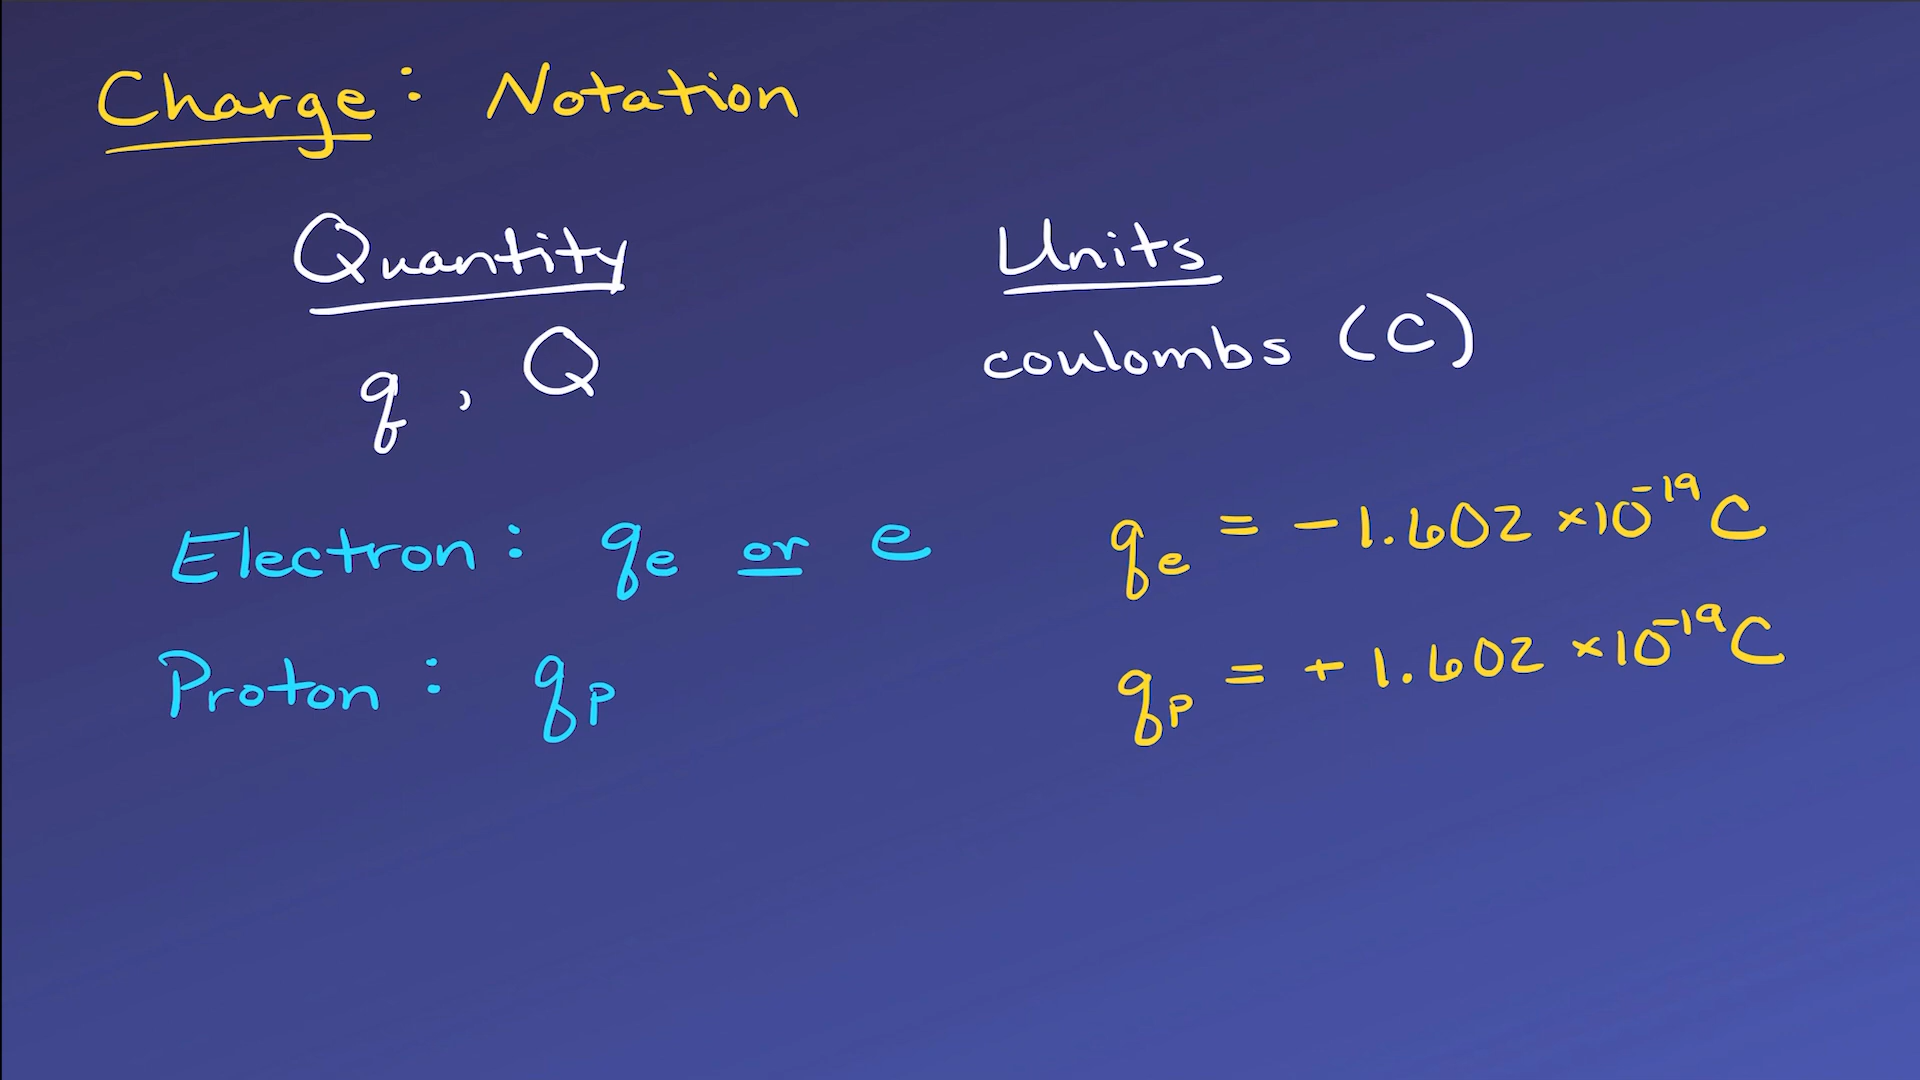 Charge: Notation
Quantity Units
q, Q coulombs (C)
Electron: qₑ or e qₑ = -1.602 ×10⁻¹⁹ C
Proton: qₚ qₚ = +1.602 ×10⁻¹⁹ C